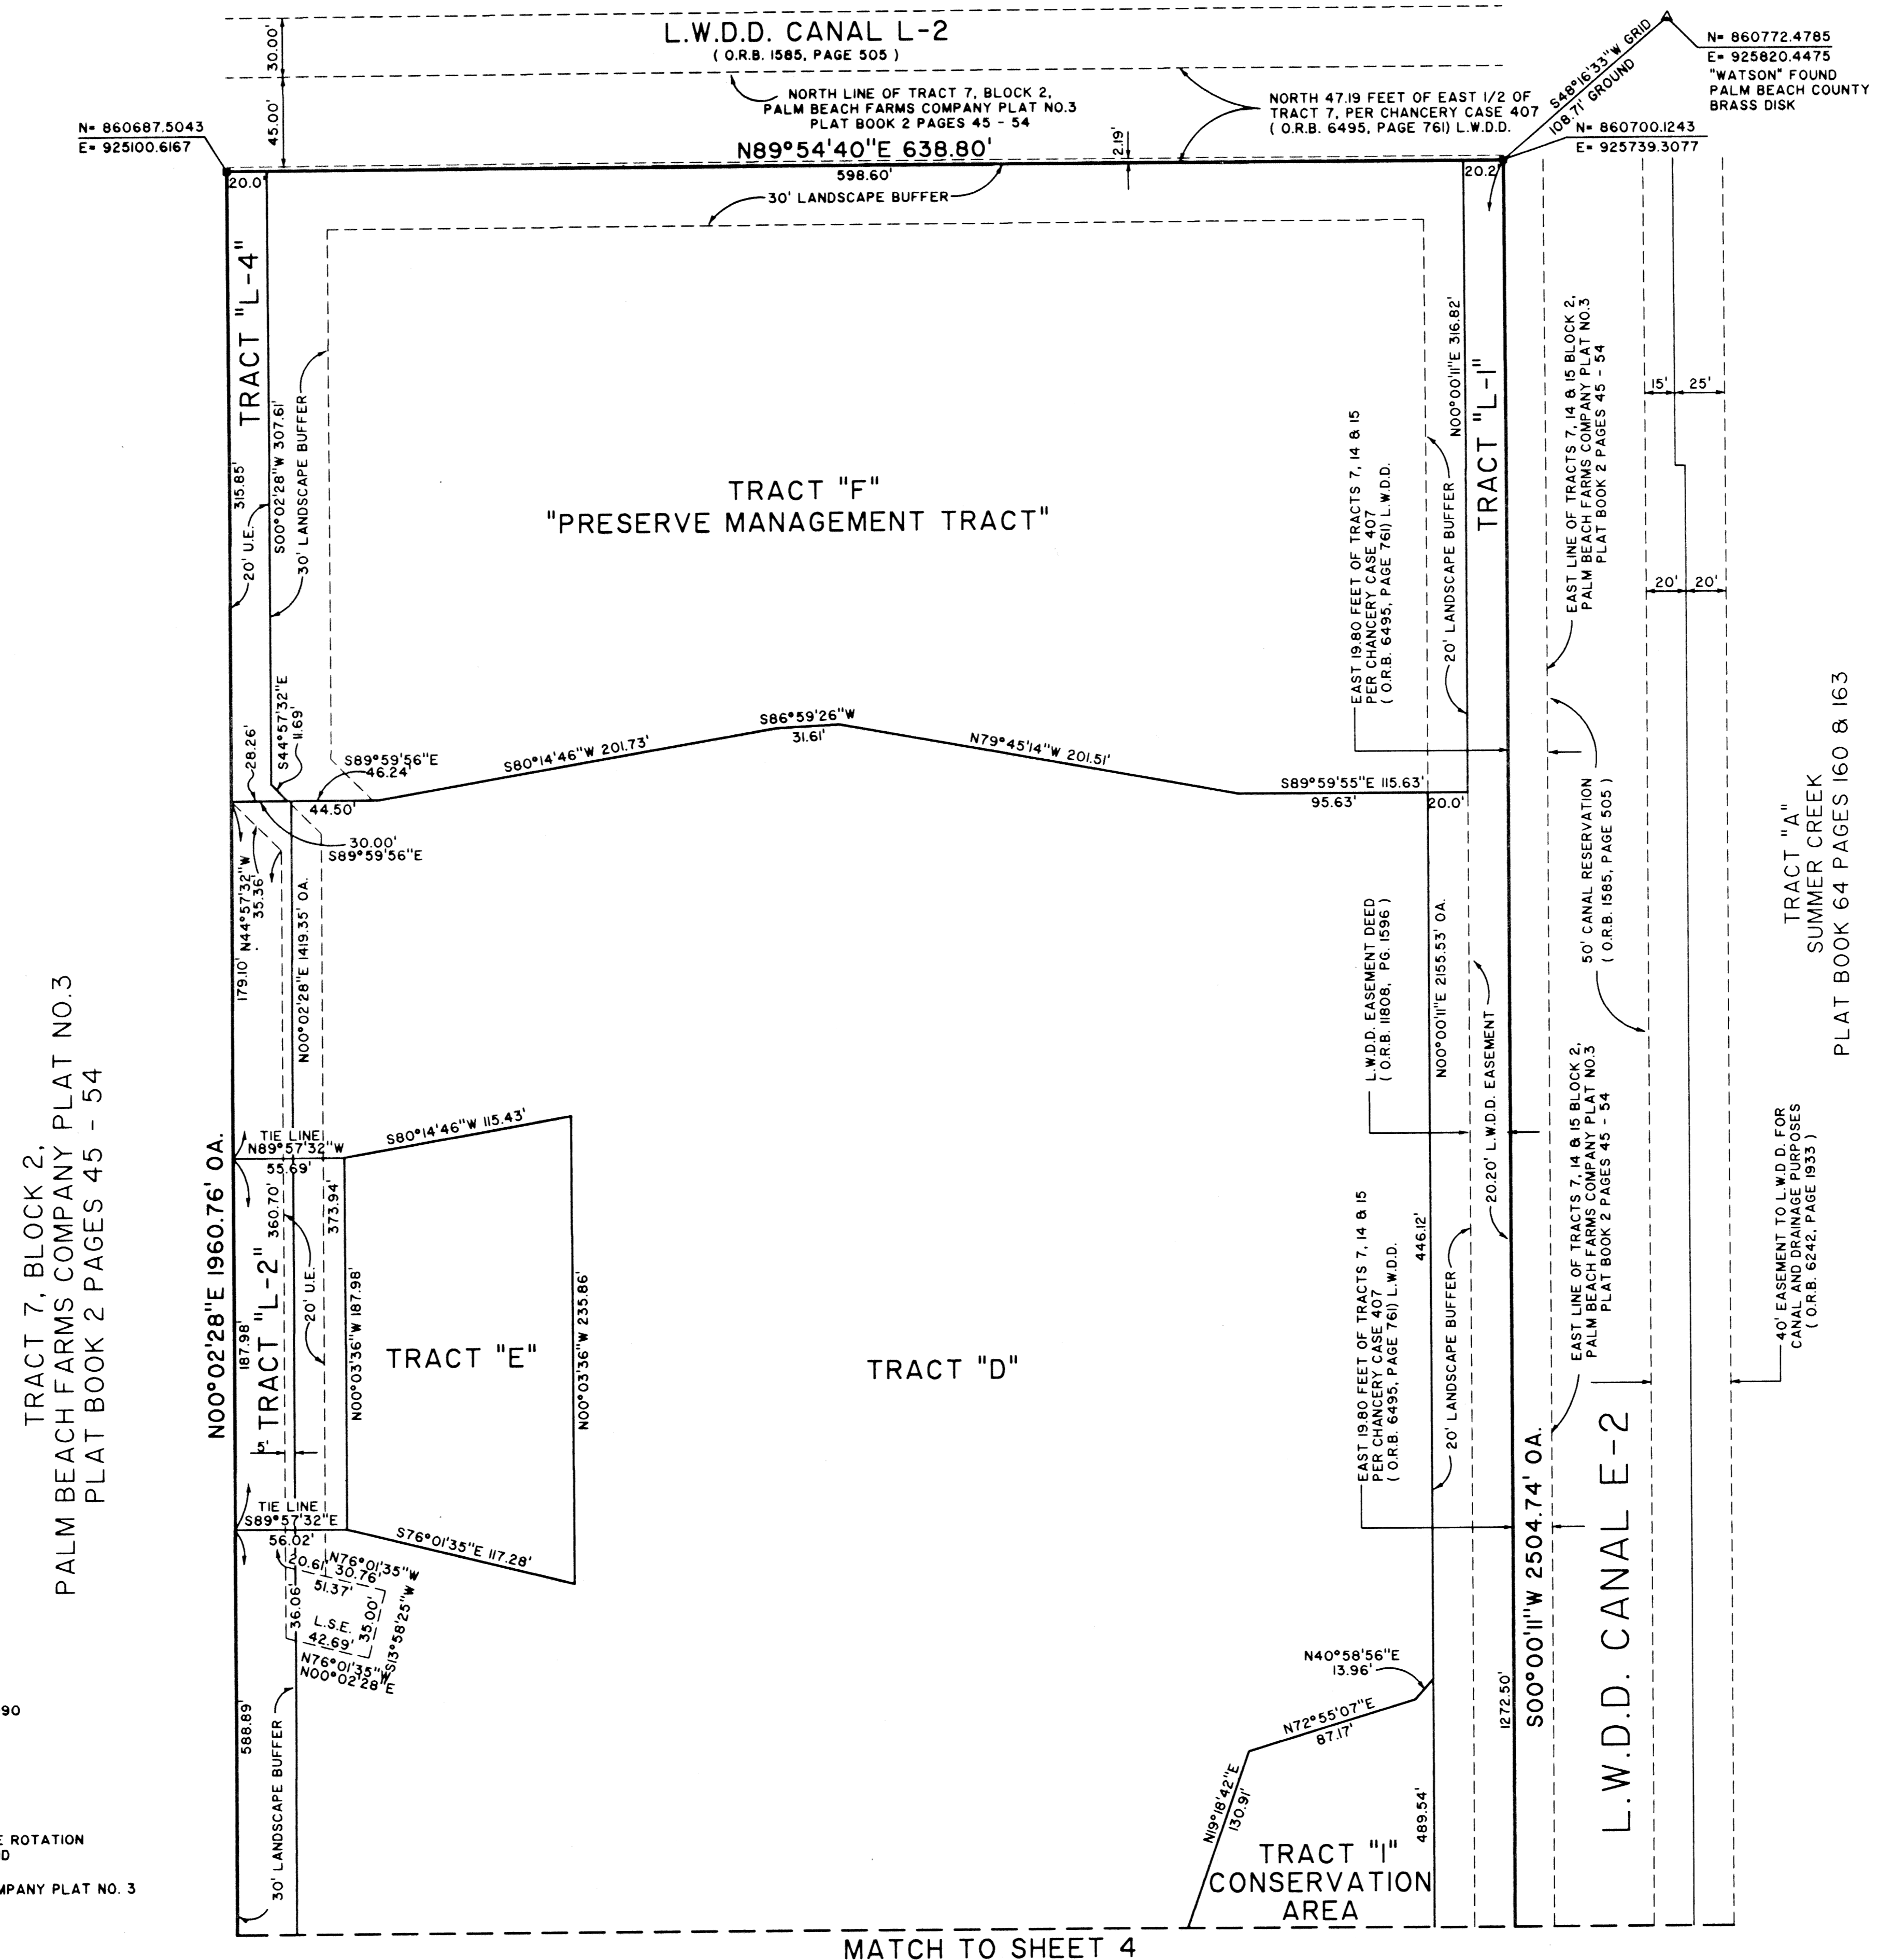 L.W.D.D. CANAL L-2
( O.R.B. 1585, PAGE 505 )
30.00'
45.00'
NORTH LINE OF TRACT 7, BLOCK 2,
PALM BEACH FARMS COMPANY PLAT NO.3
PLAT BOOK 2 PAGES 45 - 54
NORTH 47.19 FEET OF EAST 1/2 OF
TRACT 7, PER CHANCERY CASE 407
( O.R.B. 6495, PAGE 761) L.W.D.D.
S48°16'33"W GRID
108.71' GROUND
N= 860772.4785
E= 925820.4475
"WATSON" FOUND
PALM BEACH COUNTY
BRASS DISK
N= 860700.1243
E= 925739.3077
N= 860687.5043
E= 925100.6167
N89°54'40"E 638.80'
2.19'
20.0'
598.60'
20.2'
30' LANDSCAPE BUFFER
TRACT "L-4"
315.85'
20' U.E.
S00°02'28"W 307.61'
30' LANDSCAPE BUFFER
TRACT "F"
"PRESERVE MANAGEMENT TRACT"
N00°00'11"E 316.82'
20' LANDSCAPE BUFFER
TRACT "L-1"
EAST 19.80 FEET OF TRACTS 7, 14 & 15
PER CHANCERY CASE 407
( O.R.B. 6495, PAGE 761) L.W.D.D.
EAST LINE OF TRACTS 7, 14 & 15 BLOCK 2,
PALM BEACH FARMS COMPANY PLAT NO.3
PLAT BOOK 2 PAGES 45 - 54
15'
25'
20'
20'
28.26'
S44°57'32"E
11.69'
S89°59'56"E
46.24'
44.50'
S80°14'46"W 201.73'
S86°59'26"W
31.61'
N79°45'14"W 201.51'
S89°59'55"E 115.63'
95.63'
20.0'
30.00'
S89°59'56"E
N44°57'32"W
35.36'
179.10'
N00°02'28"E 1419.35' OA.
L.W.D.D. EASEMENT DEED
( O.R.B. 11808, PG. 1596 )
N00°00'11"E 2155.53' OA.
20.20' L.W.D.D. EASEMENT
50' CANAL RESERVATION
( O.R.B. 1585, PAGE 505 )
TRACT "A"
SUMMER CREEK
PLAT BOOK 64 PAGES 160 & 163
TRACT 7, BLOCK 2,
PALM BEACH FARMS COMPANY PLAT NO.3
PLAT BOOK 2 PAGES 45 - 54
N00°02'28"E 1960.76' OA.
TIE LINE
N89°57'32"W
55.69'
S80°14'46"W 115.43'
187.98'
TRACT "L-2"
360.70'
20' U.E.
373.94'
N00°03'36"W 187.98'
TRACT "E"
N00°03'36"W 235.86'
TRACT "D"
5'
TIE LINE
S89°57'32"E
56.02'
S76°01'35"E 117.28'
20.61'
N76°01'35"W
30.76'
51.37'
36.06'
L.S.E.
35.00'
S13°58'25"W
42.69'
N76°01'35"W
N00°02'28"E
588.89'
30' LANDSCAPE BUFFER
446.12'
EAST 19.80 FEET OF TRACTS 7, 14 & 15
PER CHANCERY CASE 407
( O.R.B. 6495, PAGE 761) L.W.D.D.
20' LANDSCAPE BUFFER
EAST LINE OF TRACTS 7, 14 & 15 BLOCK 2,
PALM BEACH FARMS COMPANY PLAT NO.3
PLAT BOOK 2 PAGES 45 - 54
40' EASEMENT TO L.W.D.D. FOR
CANAL AND DRAINAGE PURPOSES
( O.R.B. 6242, PAGE 1933 )
S00°00'11"W 2504.74' OA.
1272.50'
L.W.D.D. CANAL E-2
N40°58'56"E
13.96'
N72°55'07"E
87.17'
N19°18'42"E
130.91'
489.54'
TRACT "I"
CONSERVATION
AREA
90
E ROTATION
D
MPANY PLAT NO. 3
MATCH TO SHEET 4